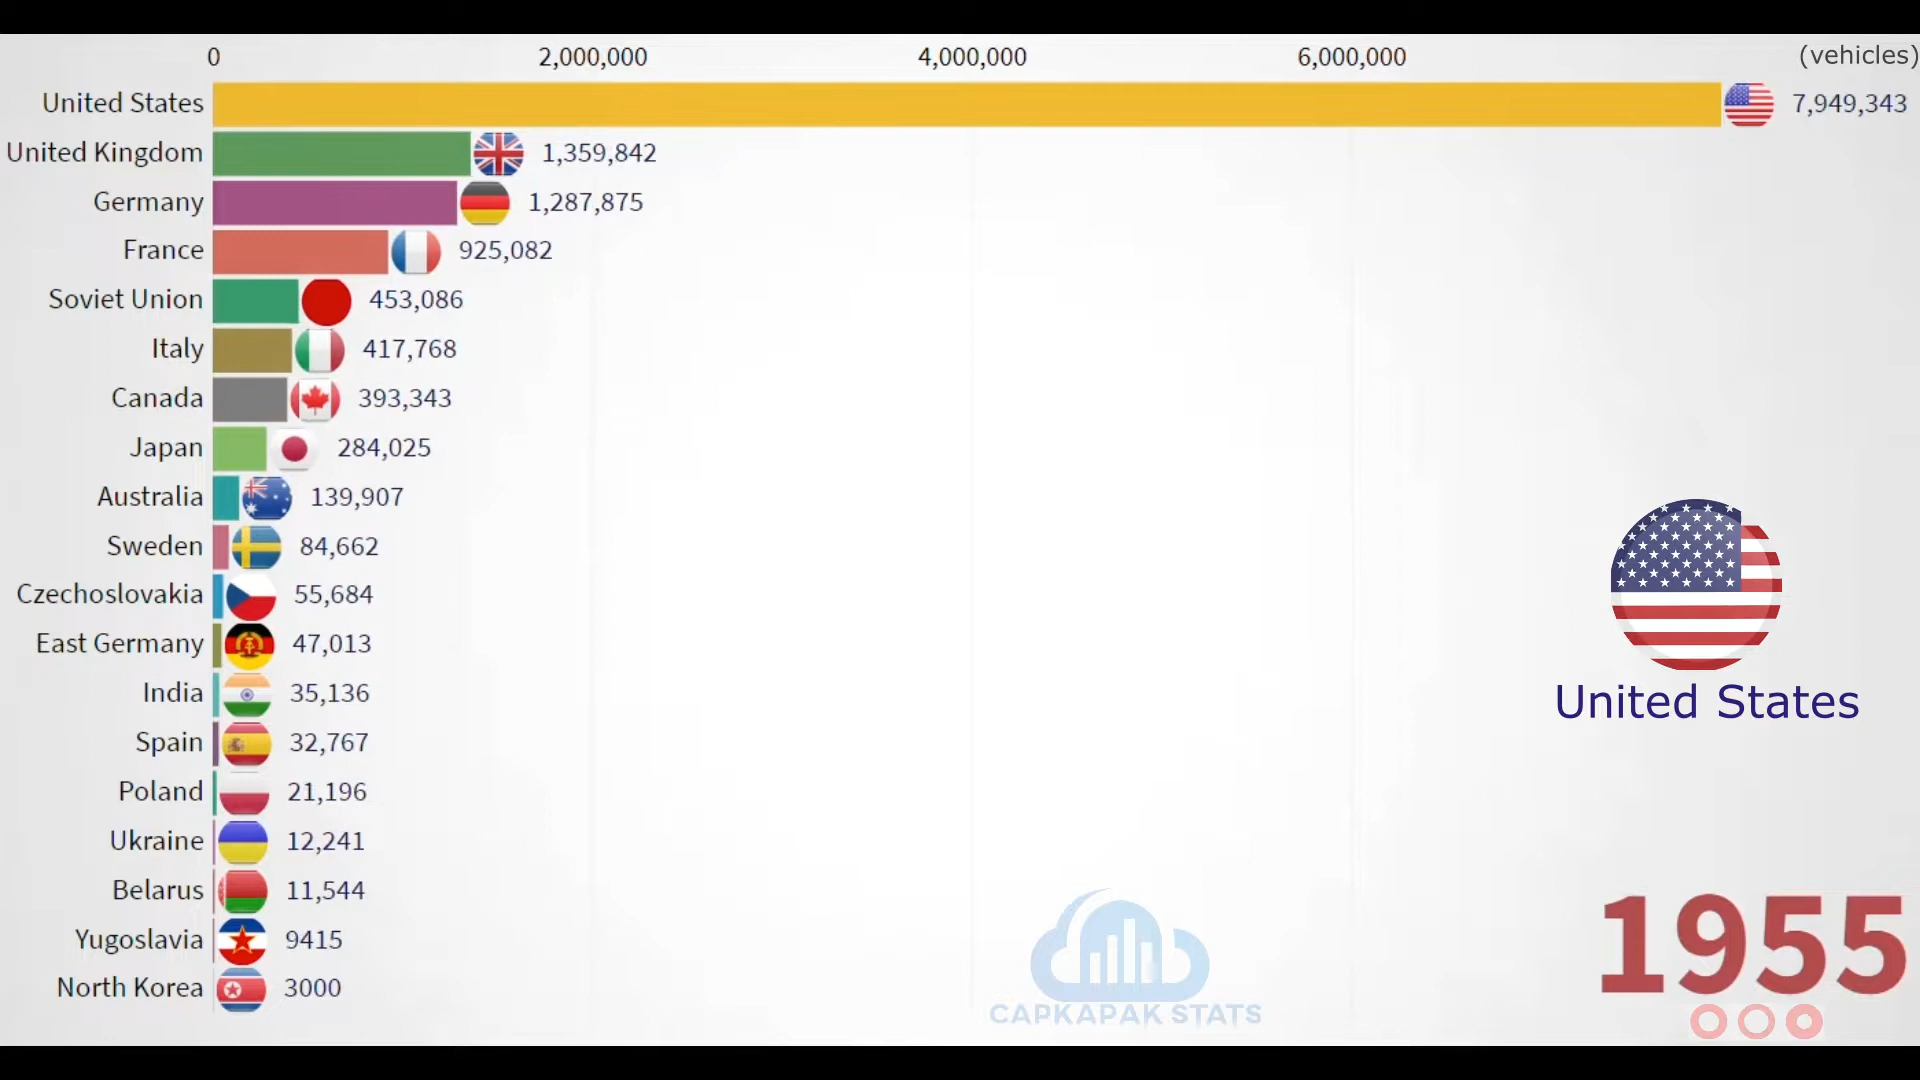 0 2,000,000 4,000,000 6,000,000 (vehicles)
United States 7,949,343
United Kingdom 1,359,842
Germany 1,287,875
France 925,082
Soviet Union 453,086
Italy 417,768
Canada 393,343
Japan 284,025
Australia 139,907
Sweden 84,662
Czechoslovakia 55,684
East Germany 47,013
India 35,136
Spain 32,767
Poland 21,196
Ukraine 12,241
Belarus 11,544
Yugoslavia 9415
North Korea 3000
United States
1955
CAPKAPAK STATS